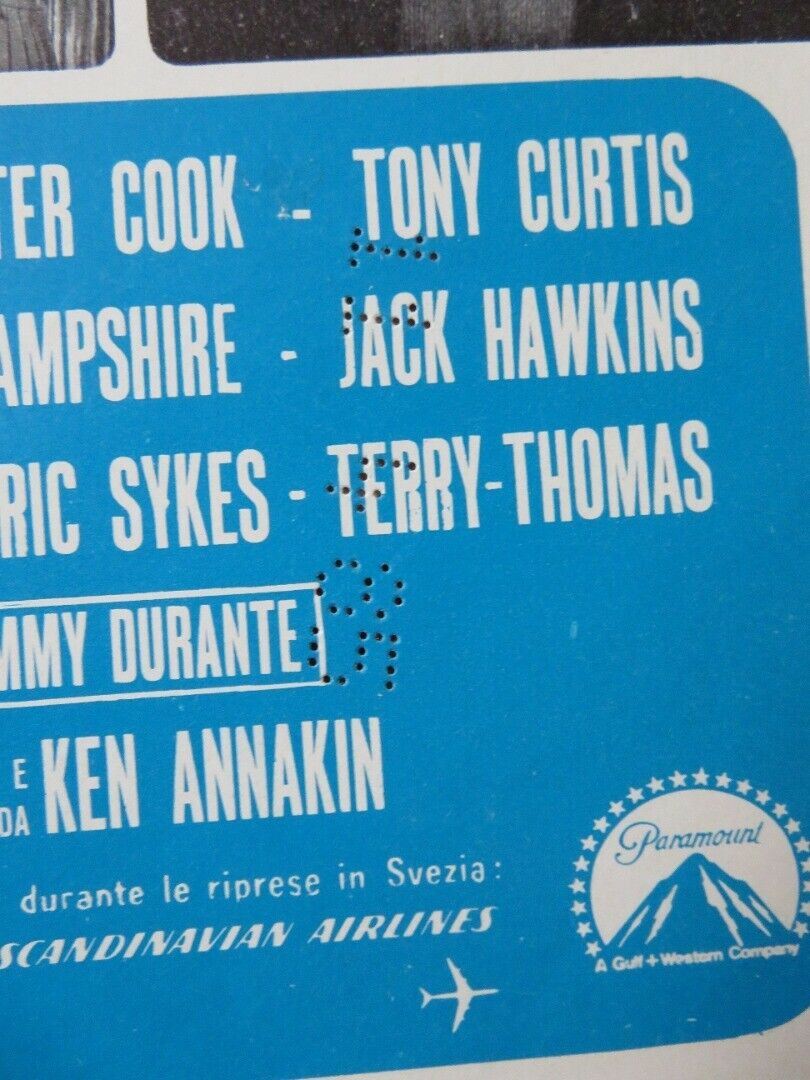 TER COOK - TONY CURTIS
AMPSHIRE - JACK HAWKINS
RIC SYKES - TERRY-THOMAS
MMY DURANTE
E
DA KEN ANNAKIN
durante le riprese in Svezia:
SCANDINAVIAN AIRLINES
Paramount
A Gulf + Western Company